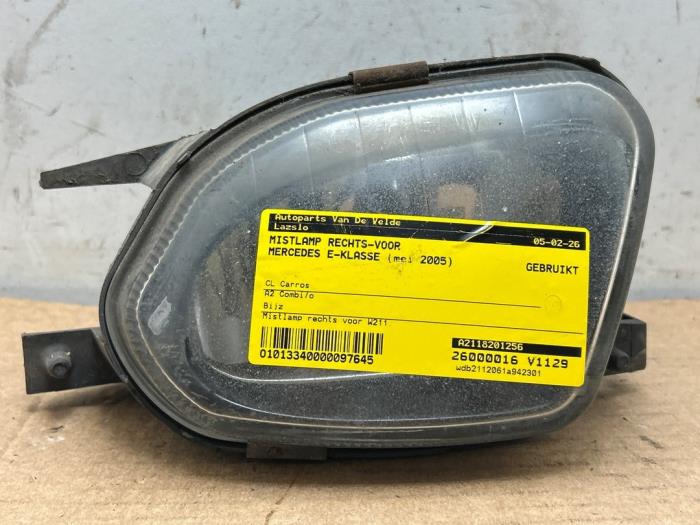 Autoparts Van De Velde
Lazslo 05-02-26
MISTLAMP RECHTS-VOOR
MERCEDES E-KLASSE (mei 2005) GEBRUIKT
CL Carros
A2 Combi/o
Bijz
Mistlamp rechts voor W211
A2118201256
O1013340000097645 26000016 V1129
wdb2112061a942301